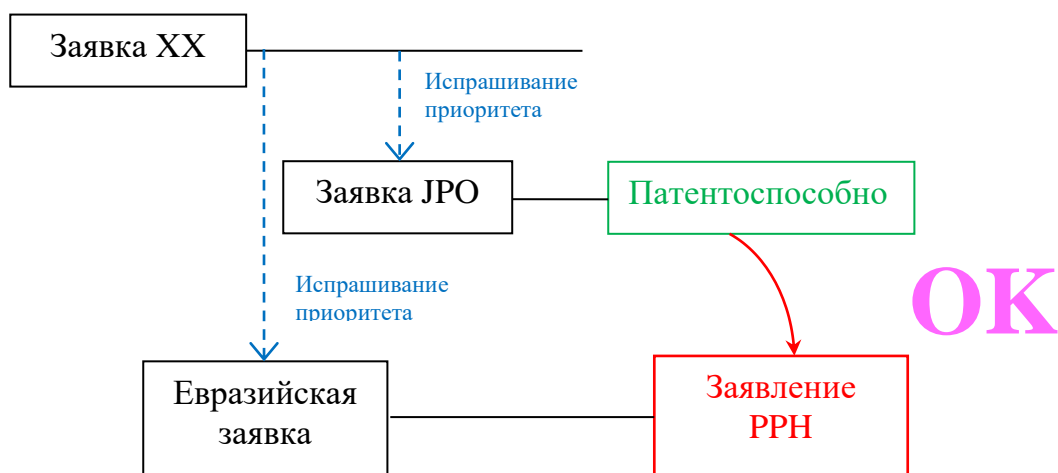 Заявка XX
Испрашивание
приоритета
Заявка JPO
Патентоспособно
Испрашивание
приоритета
OK
Евразийская
заявка
Заявление
PPH